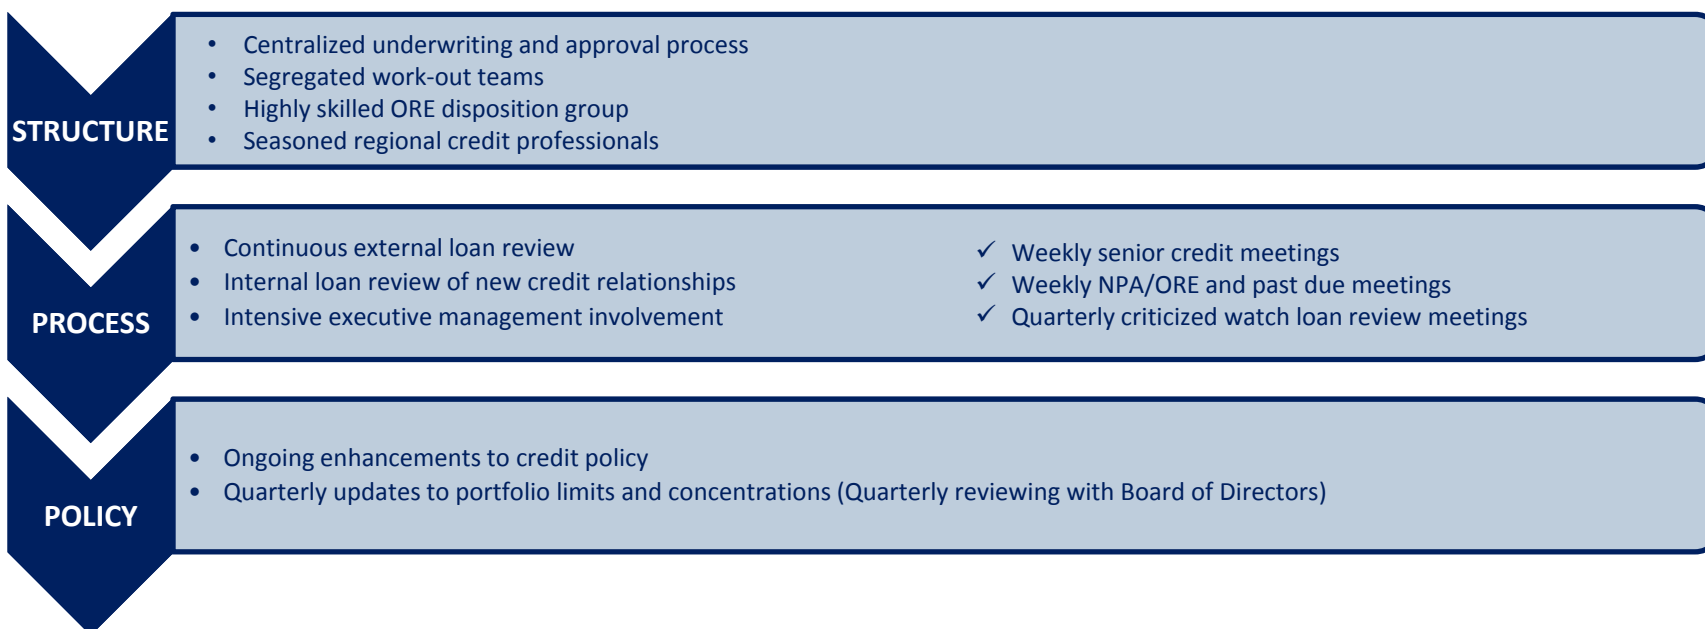 STRUCTURE
• Centralized underwriting and approval process
• Segregated work-out teams
• Highly skilled ORE disposition group
• Seasoned regional credit professionals
PROCESS
• Continuous external loan review
• Internal loan review of new credit relationships
• Intensive executive management involvement
✓ Weekly senior credit meetings
✓ Weekly NPA/ORE and past due meetings
✓ Quarterly criticized watch loan review meetings
POLICY
• Ongoing enhancements to credit policy
• Quarterly updates to portfolio limits and concentrations (Quarterly reviewing with Board of Directors)